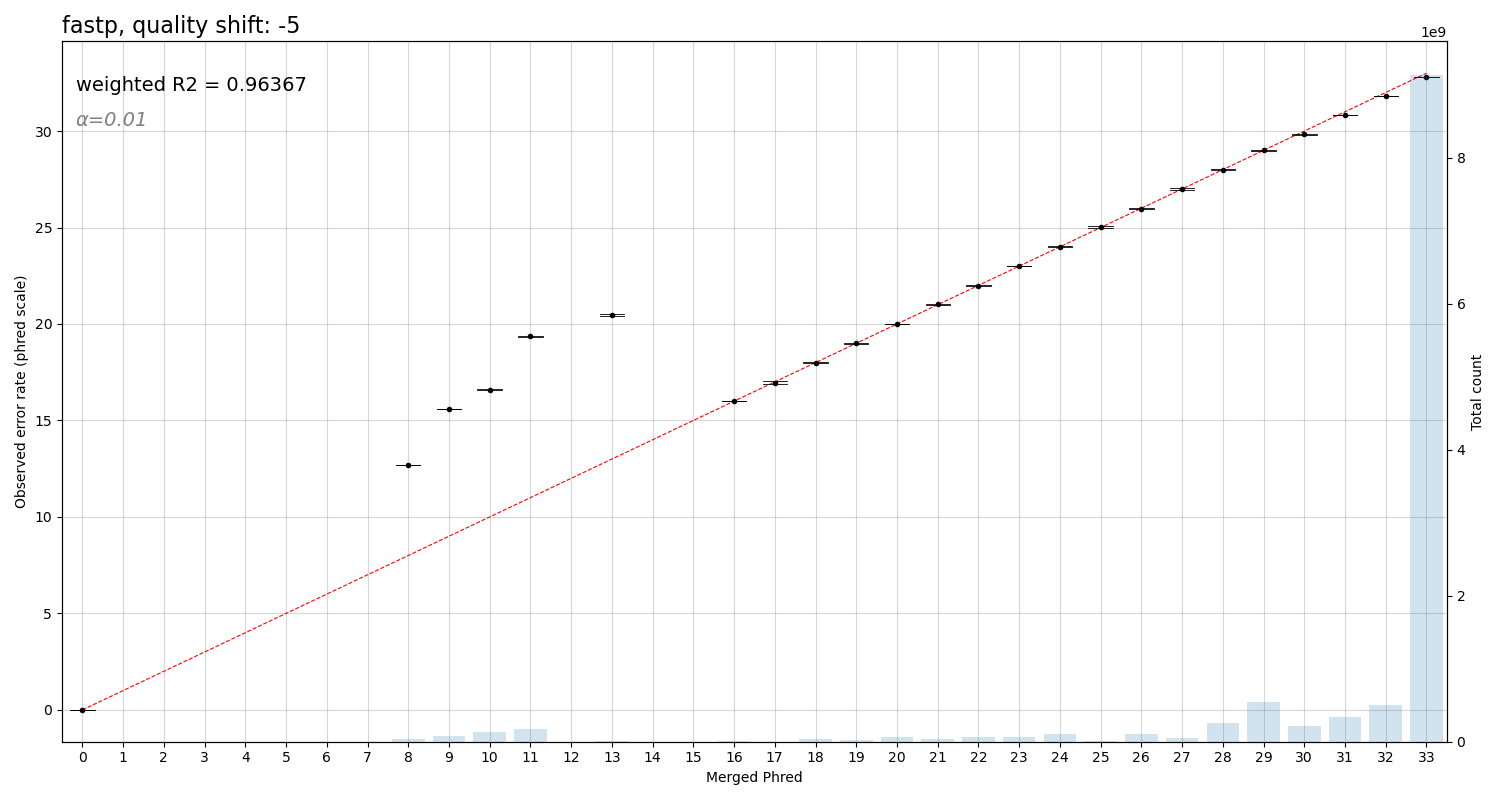 fastp, quality shift: -5
1e9
weighted R2 = 0.96367
α=0.01
30
25
20
15
10
5
0
Observed error rate (phred scale)
8
6
4
2
0
Total count
0 1 2 3 4 5 6 7 8 9 10 11 12 13 14 15 16 17 18 19 20 21 22 23 24 25 26 27 28 29 30 31 32 33
Merged Phred